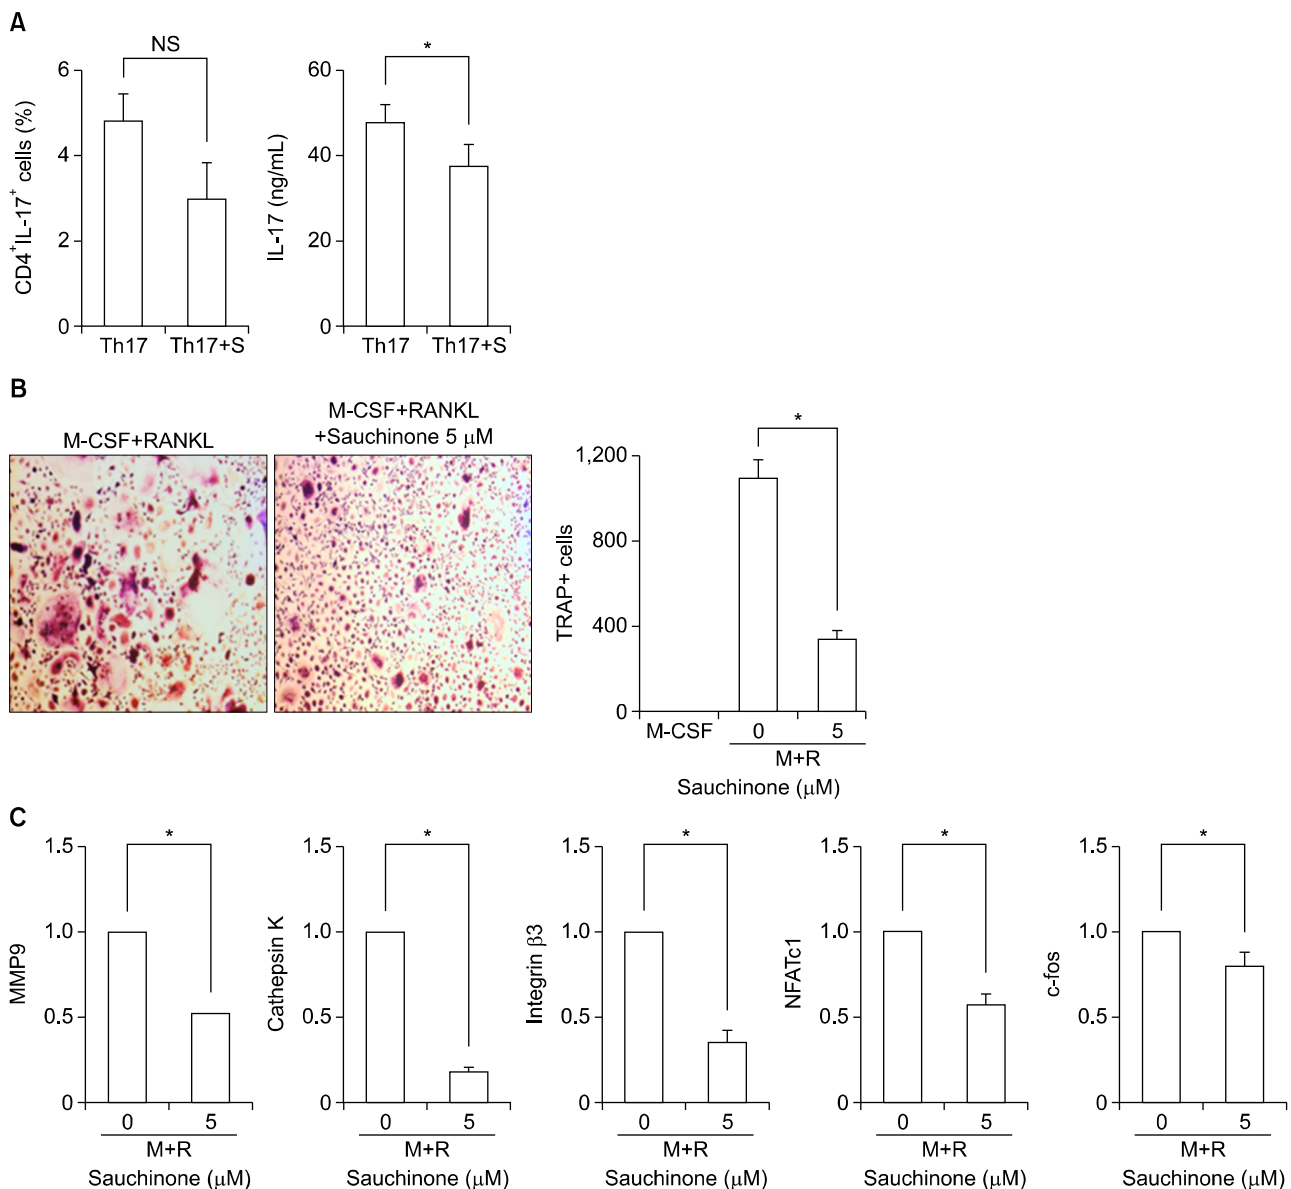 A
NS
CD4+IL-17+ cells (%)
6
4
2
0
Th17
Th17+S
*
IL-17 (ng/mL)
60
40
20
0
Th17
Th17+S
B
M-CSF+RANKL
M-CSF+RANKL
+Sauchinone 5 μM
*
TRAP+ cells
1,200
800
400
0
M-CSF
0
5
M+R
Sauchinone (μM)
C
*
MMP9
1.5
1.0
0.5
0
0
5
M+R
Sauchinone (μM)
*
Cathepsin K
1.5
1.0
0.5
0
0
5
M+R
Sauchinone (μM)
*
Integrin β3
1.5
1.0
0.5
0
0
5
M+R
Sauchinone (μM)
*
NFATc1
1.5
1.0
0.5
0
0
5
M+R
Sauchinone (μM)
*
c-fos
1.5
1.0
0.5
0
0
5
M+R
Sauchinone (μM)